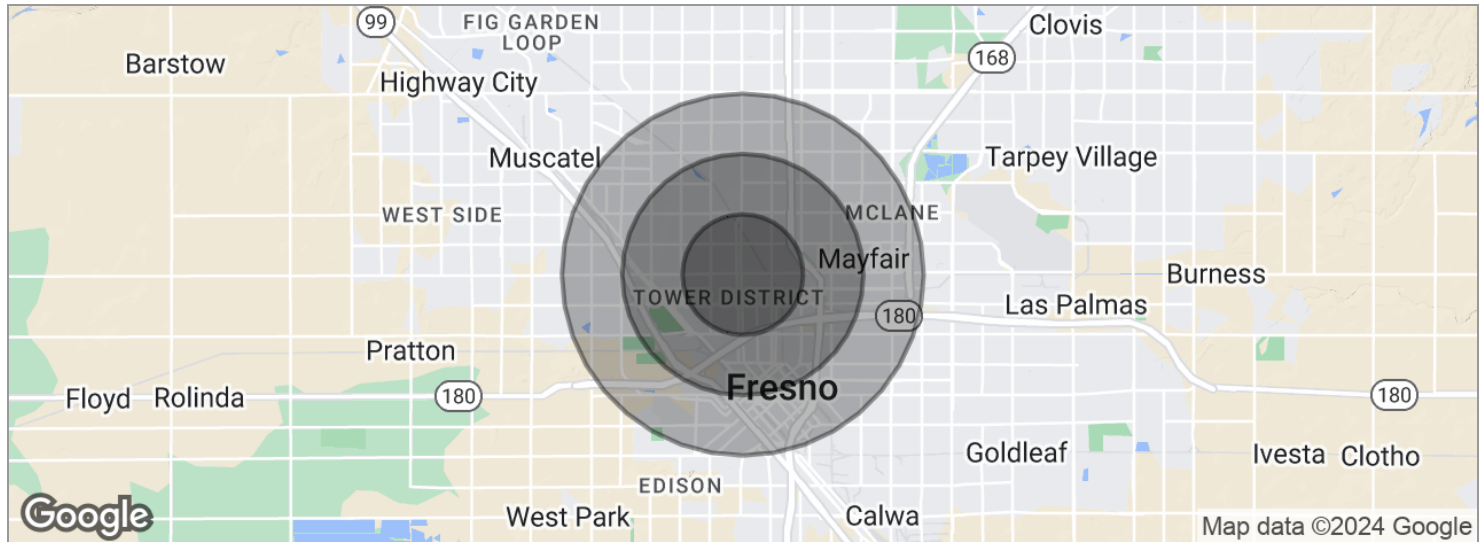 99
FIG GARDEN
LOOP
Clovis
Barstow
168
Highway City
Muscatel
Tarpey Village
WEST SIDE
MCLANE
Mayfair
Burness
TOWER DISTRICT
Las Palmas
180
Pratton
Fresno
Floyd
Rolinda
180
180
Goldleaf
Ivesta
Clotho
EDISON
West Park
Calwa
Google
Map data ©2024 Google